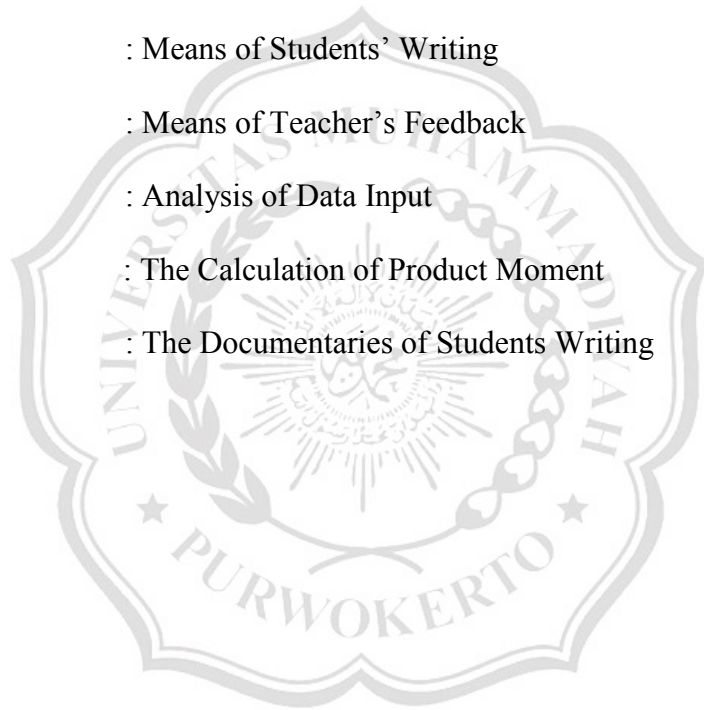 : Means of Students’ Writing
: Means of Teacher’s Feedback
: Analysis of Data Input
: The Calculation of Product Moment
: The Documentaries of Students Writing
UNIVERSITAS MUHAMMADIYAH
PURWOKERTO